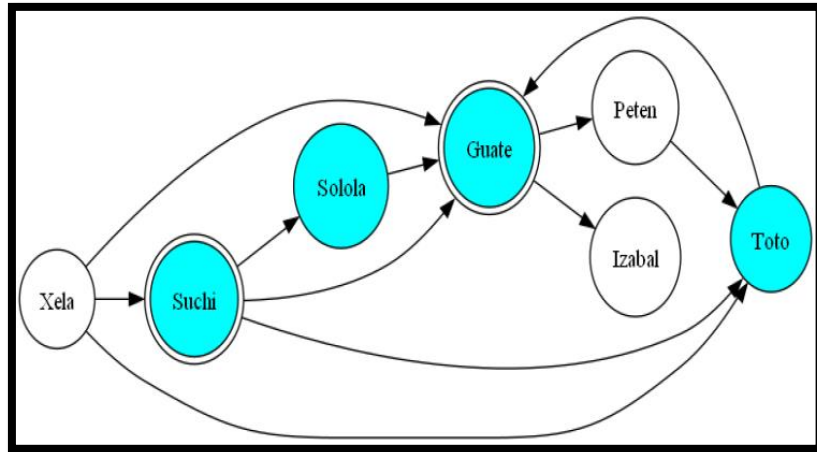 Xela
Suchi
Solola
Guate
Peten
Izabal
Toto